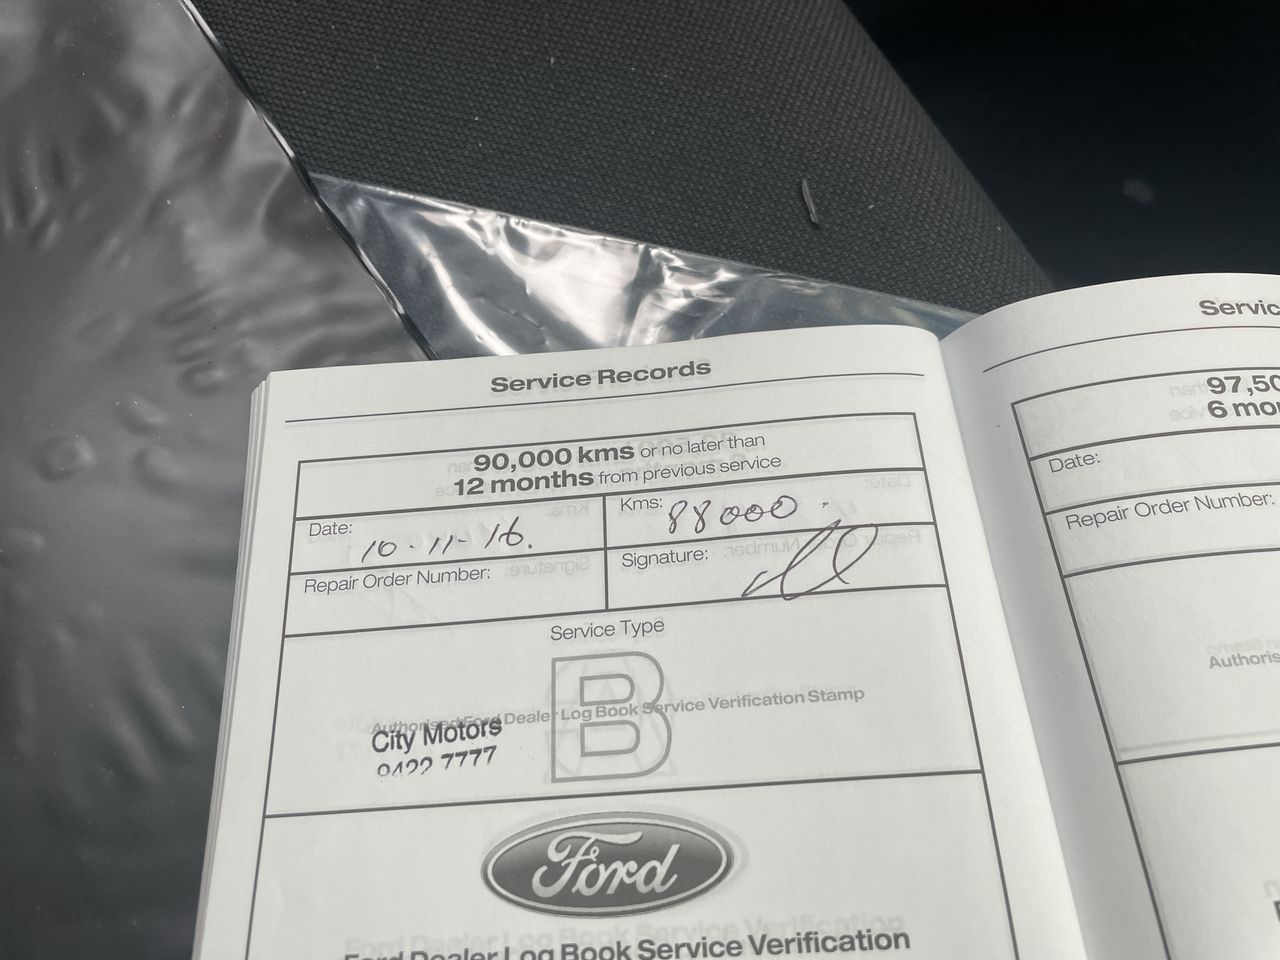 Service Records
90,000 kms or no later than
12 months from previous service
Date: 10-11-16.
Kms: 88000.
Repair Order Number:
Signature:
Service Type
B
Authorised Ford Dealer Log Book Service Verification Stamp
City Motors
9422 7777
Ford
Ford Dealer Log Book Service Verification
Servic
97,50
6 mo
Date:
Repair Order Number:
Authoris